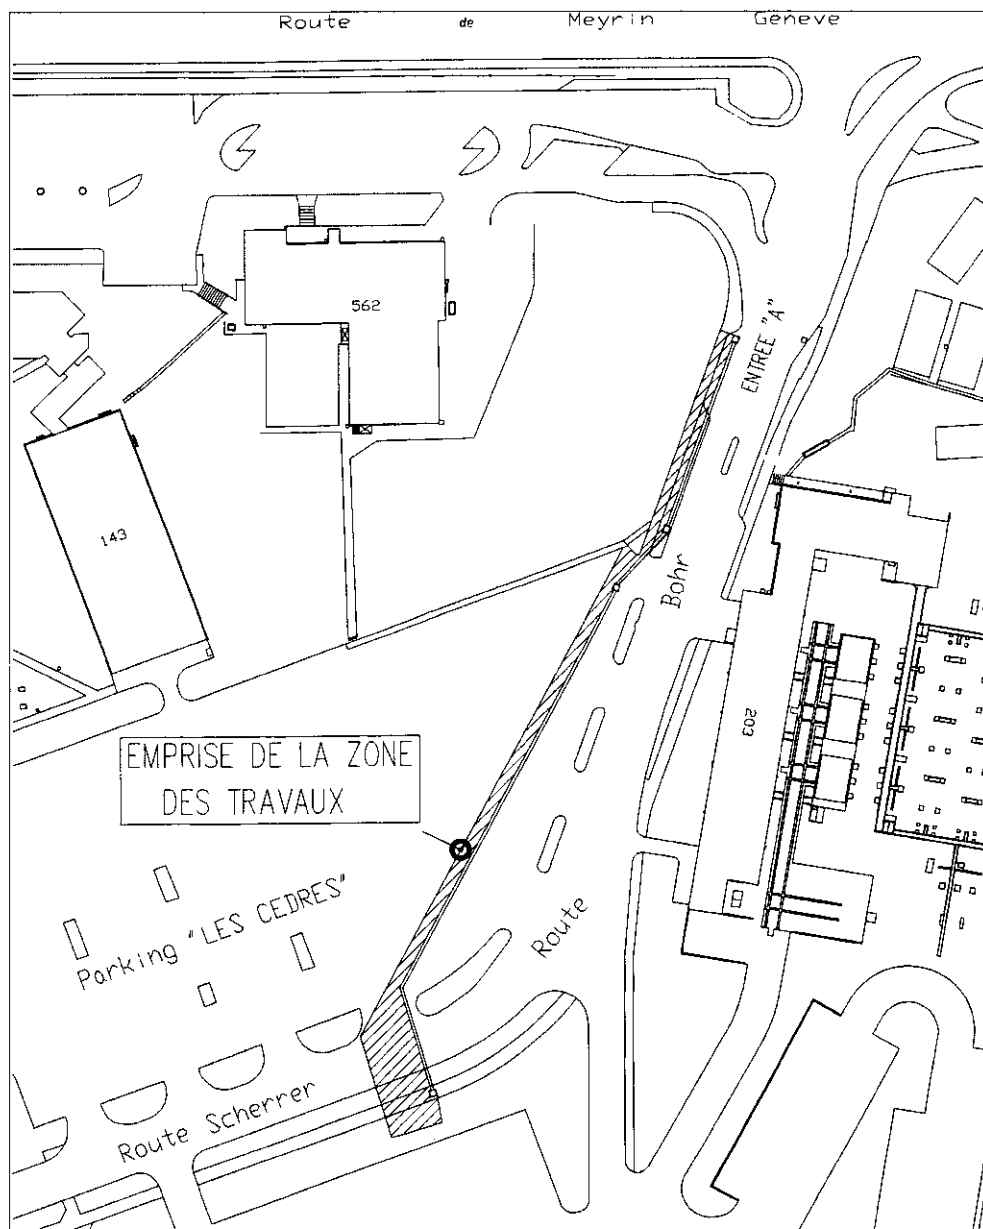 Route de Meyrin Geneve
562
ENTREE "A"
143
Bohr
203
EMPRISE DE LA ZONE
DES TRAVAUX
Parking "LES CEDRES"
Route
Route Scherrer